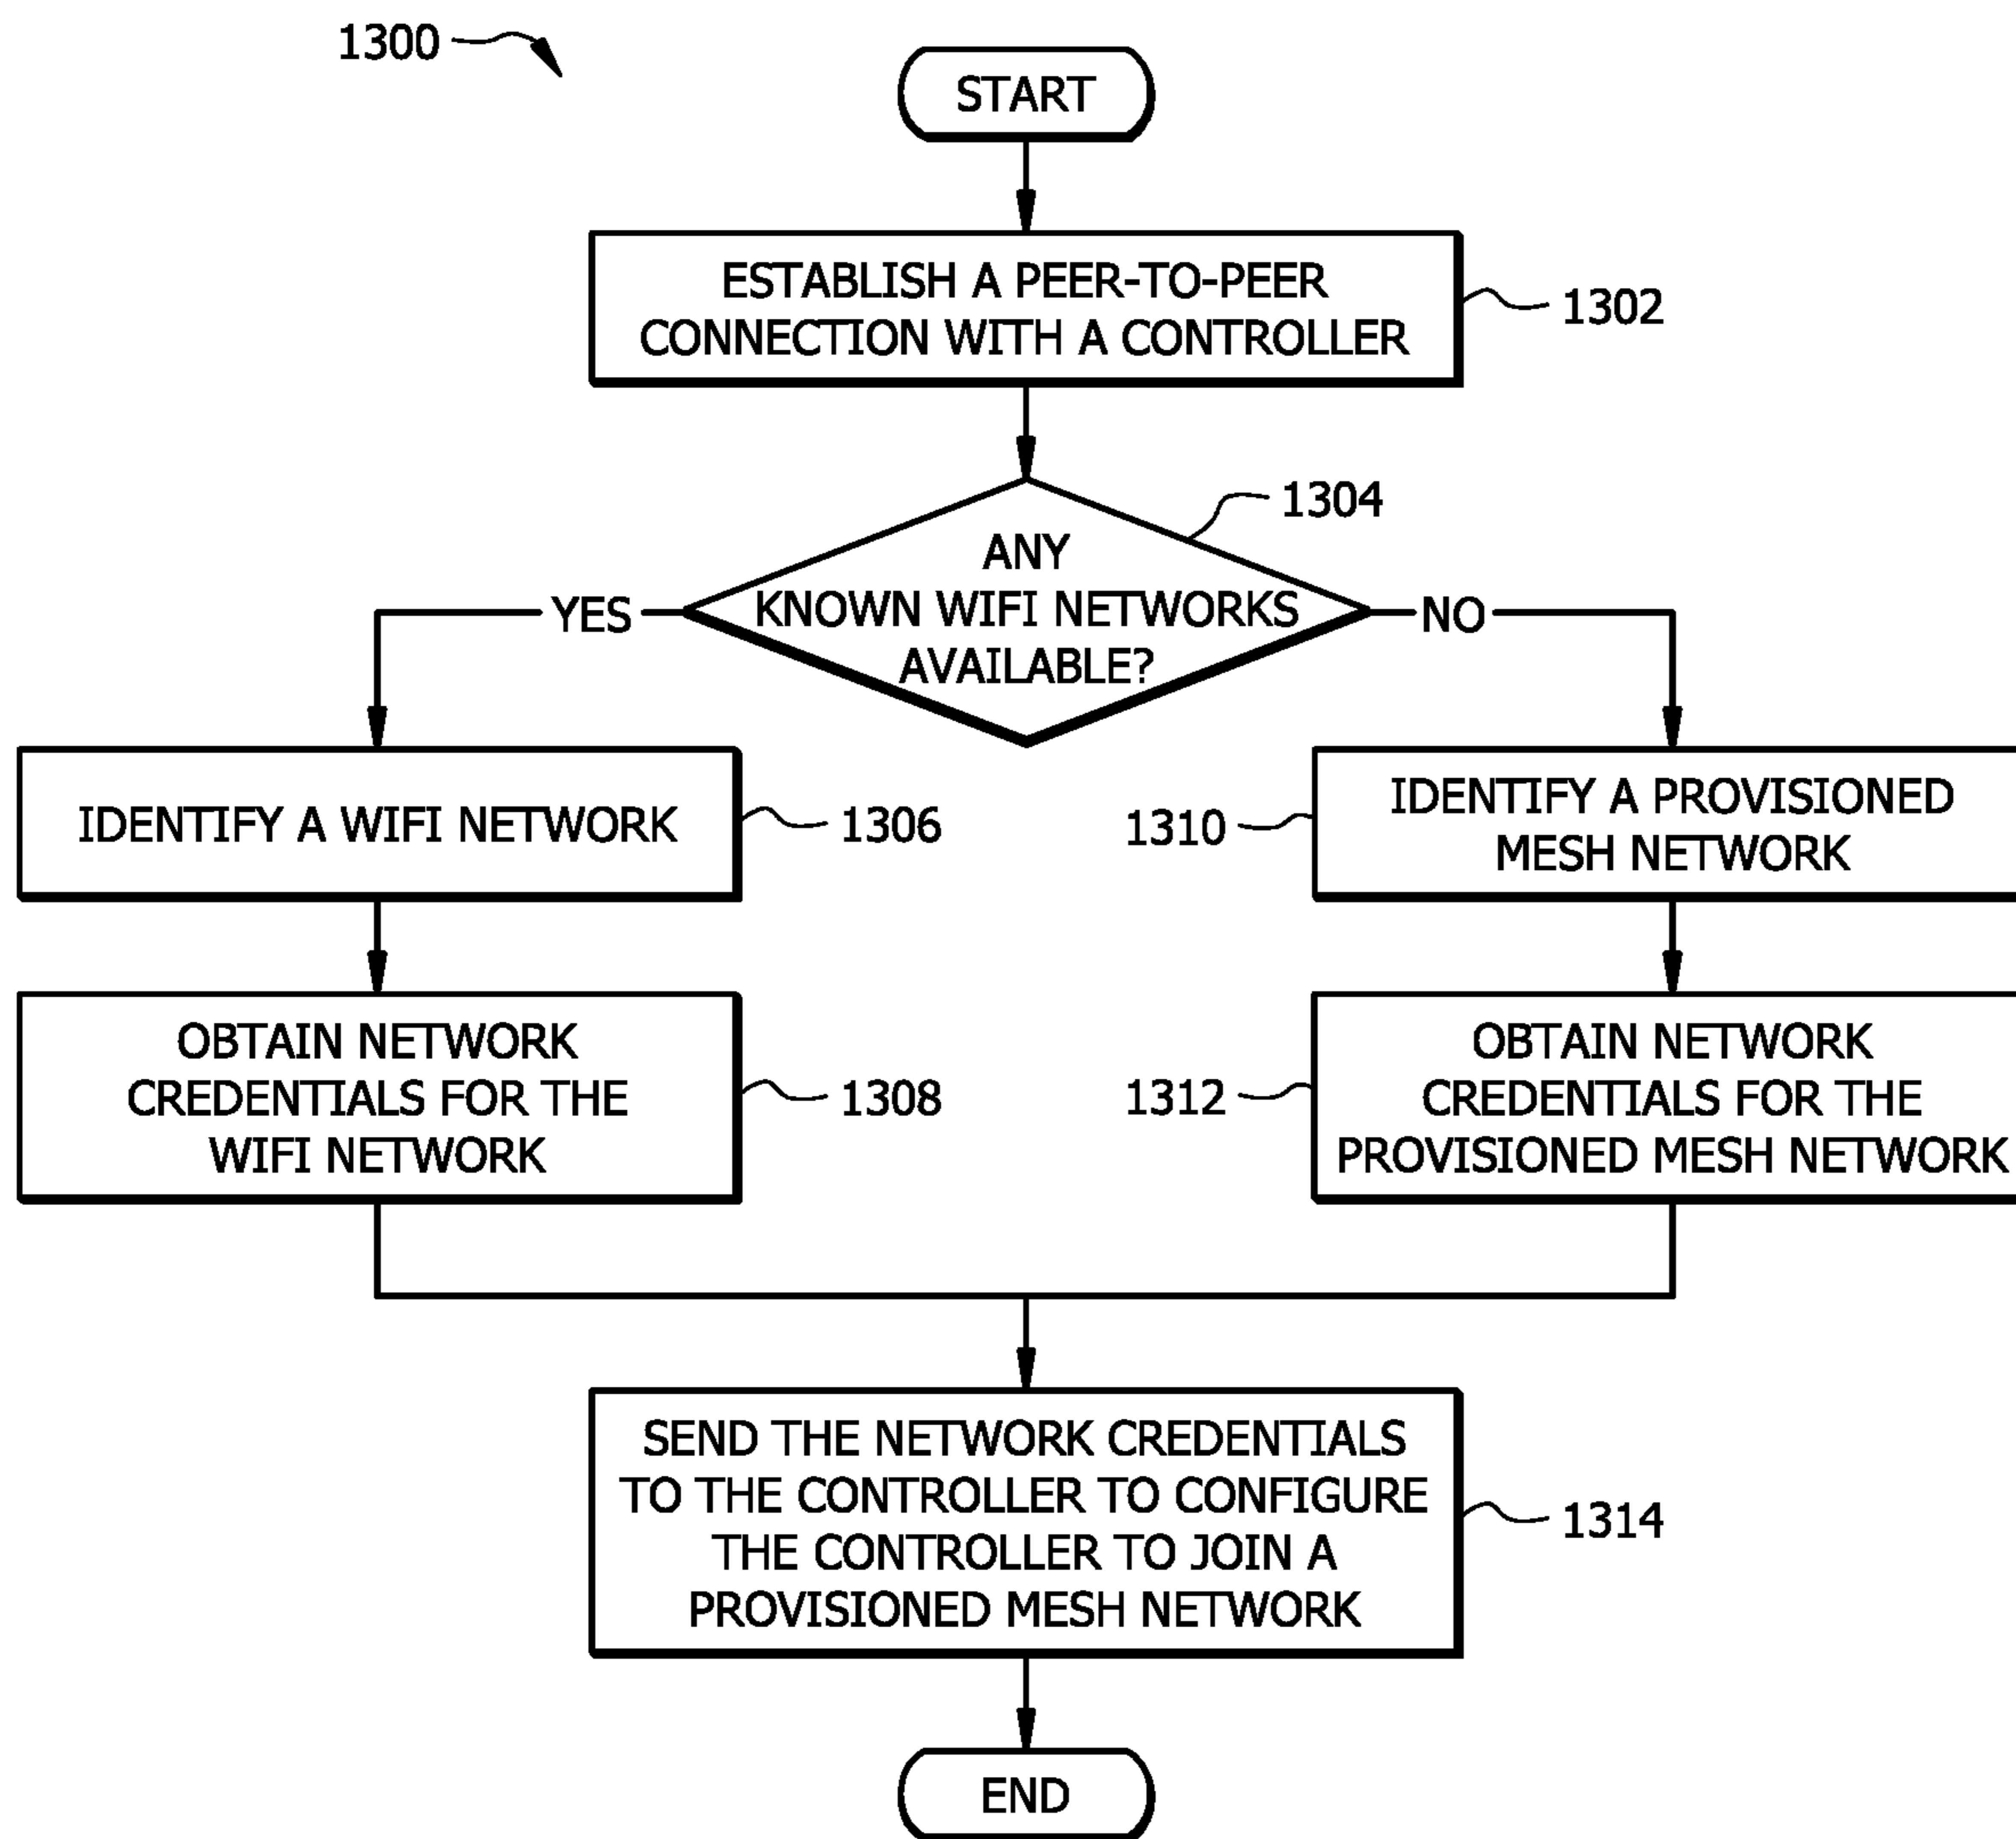 1300
START
ESTABLISH A PEER-TO-PEER
CONNECTION WITH A CONTROLLER
1302
1304
ANY
KNOWN WIFI NETWORKS
AVAILABLE?
YES
NO
IDENTIFY A WIFI NETWORK
1306
1310
IDENTIFY A PROVISIONED
MESH NETWORK
OBTAIN NETWORK
CREDENTIALS FOR THE
WIFI NETWORK
1308
1312
OBTAIN NETWORK
CREDENTIALS FOR THE
PROVISIONED MESH NETWORK
SEND THE NETWORK CREDENTIALS
TO THE CONTROLLER TO CONFIGURE
THE CONTROLLER TO JOIN A
PROVISIONED MESH NETWORK
1314
END